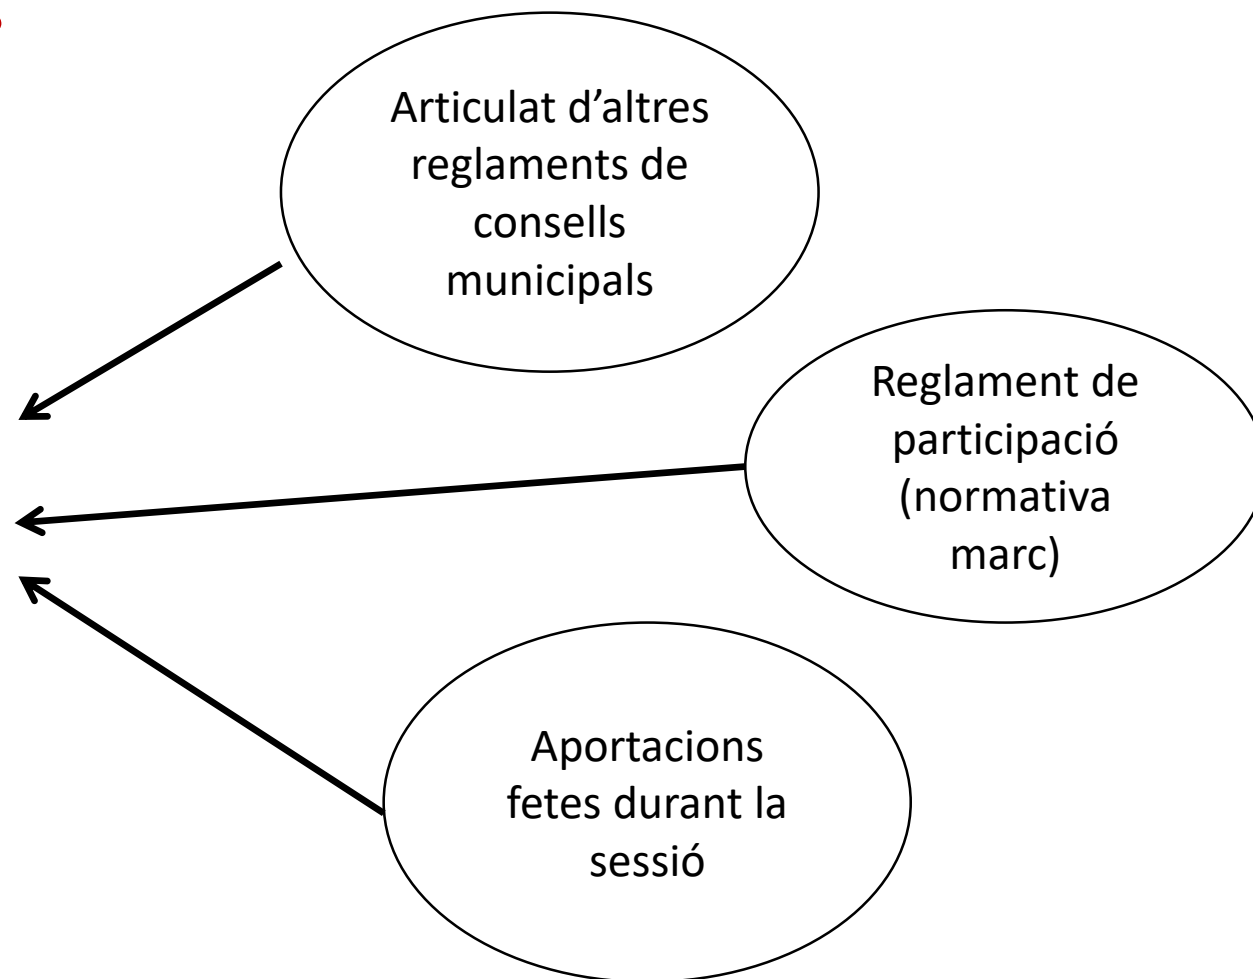 Articulat d’altres
reglaments de
consells
municipals
Reglament de
participació
(normativa
marc)
Aportacions
fetes durant la
sessió